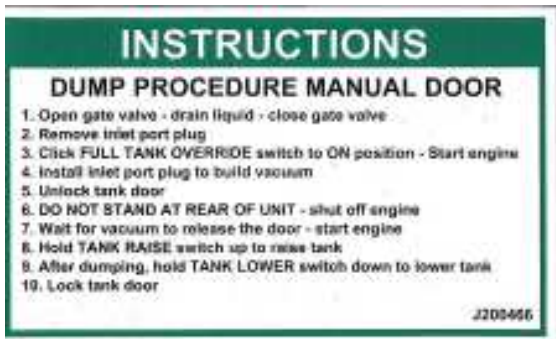 INSTRUCTIONS
DUMP PROCEDURE MANUAL DOOR
1. Open gate valve - drain liquid - close gate valve
2. Remove inlet port plug
3. Click FULL TANK OVERRIDE switch to ON position - Start engine
4. Install inlet port plug to build vacuum
5. Unlock tank door
6. DO NOT STAND AT REAR OF UNIT - shut off engine
7. Wait for vacuum to release the door - start engine
8. Hold TANK RAISE switch up to raise tank
9. After dumping, hold TANK LOWER switch down to lower tank
10. Lock tank door
J200466